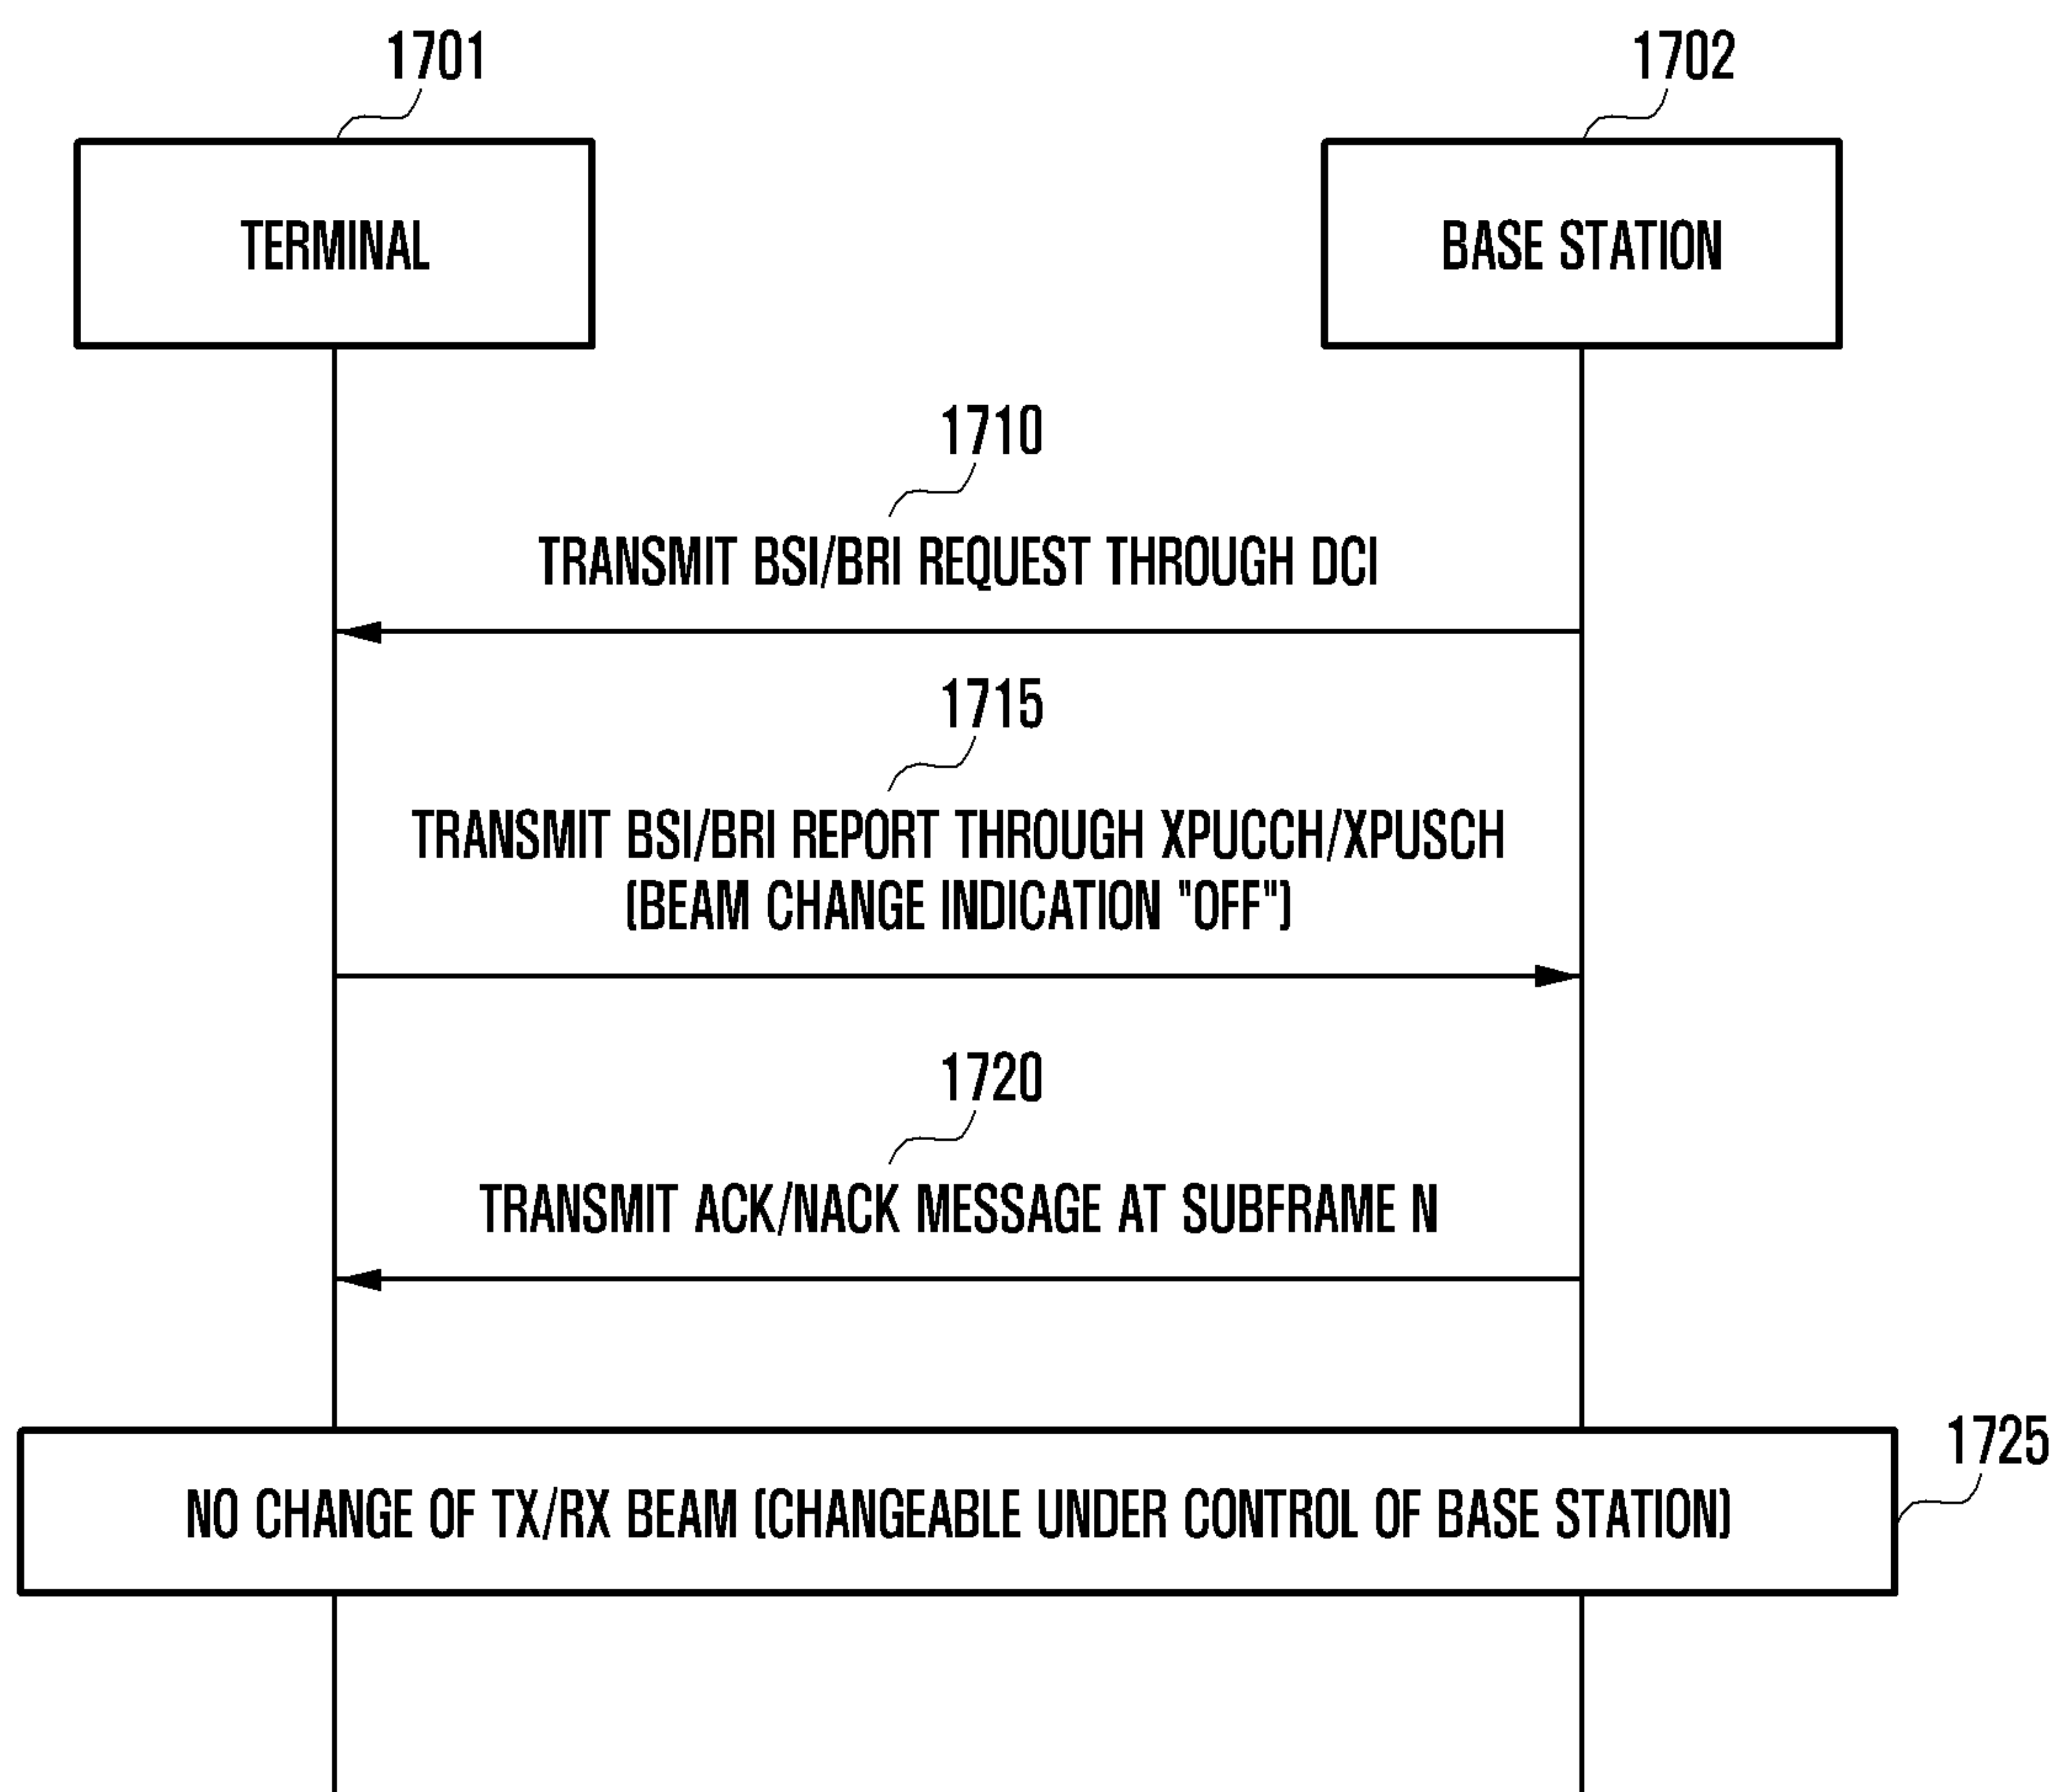 1701
1702
TERMINAL
BASE STATION
1710
TRANSMIT BSI/BRI REQUEST THROUGH DCI
1715
TRANSMIT BSI/BRI REPORT THROUGH XPUCCH/XPUSCH
(BEAM CHANGE INDICATION "OFF")
1720
TRANSMIT ACK/NACK MESSAGE AT SUBFRAME N
1725
NO CHANGE OF TX/RX BEAM (CHANGEABLE UNDER CONTROL OF BASE STATION)